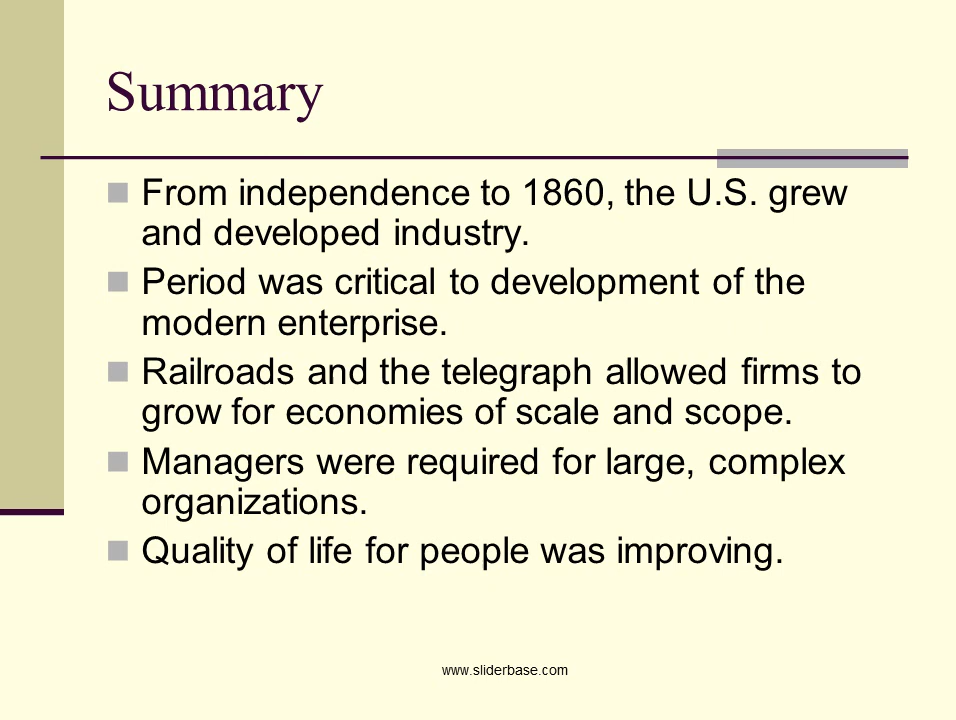 Summary
From independence to 1860, the U.S. grew
and developed industry.
Period was critical to development of the
modern enterprise.
Railroads and the telegraph allowed firms to
grow for economies of scale and scope.
Managers were required for large, complex
organizations.
Quality of life for people was improving.
www.sliderbase.com